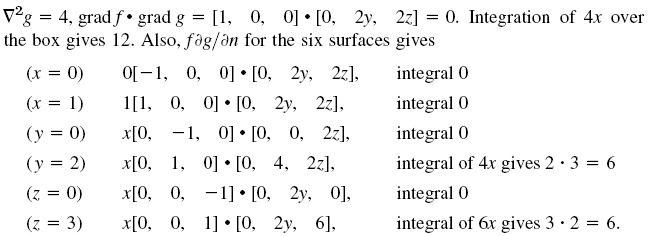 ∇²g = 4, grad f • grad g = [1, 0, 0] • [0, 2y, 2z] = 0. Integration of 4x over
the box gives 12. Also, f∂g/∂n for the six surfaces gives
(x = 0) 0[−1, 0, 0] • [0, 2y, 2z], integral 0
(x = 1) 1[1, 0, 0] • [0, 2y, 2z], integral 0
(y = 0) x[0, −1, 0] • [0, 0, 2z], integral 0
(y = 2) x[0, 1, 0] • [0, 4, 2z], integral of 4x gives 2 · 3 = 6
(z = 0) x[0, 0, −1] • [0, 2y, 0], integral 0
(z = 3) x[0, 0, 1] • [0, 2y, 6], integral of 6x gives 3 · 2 = 6.